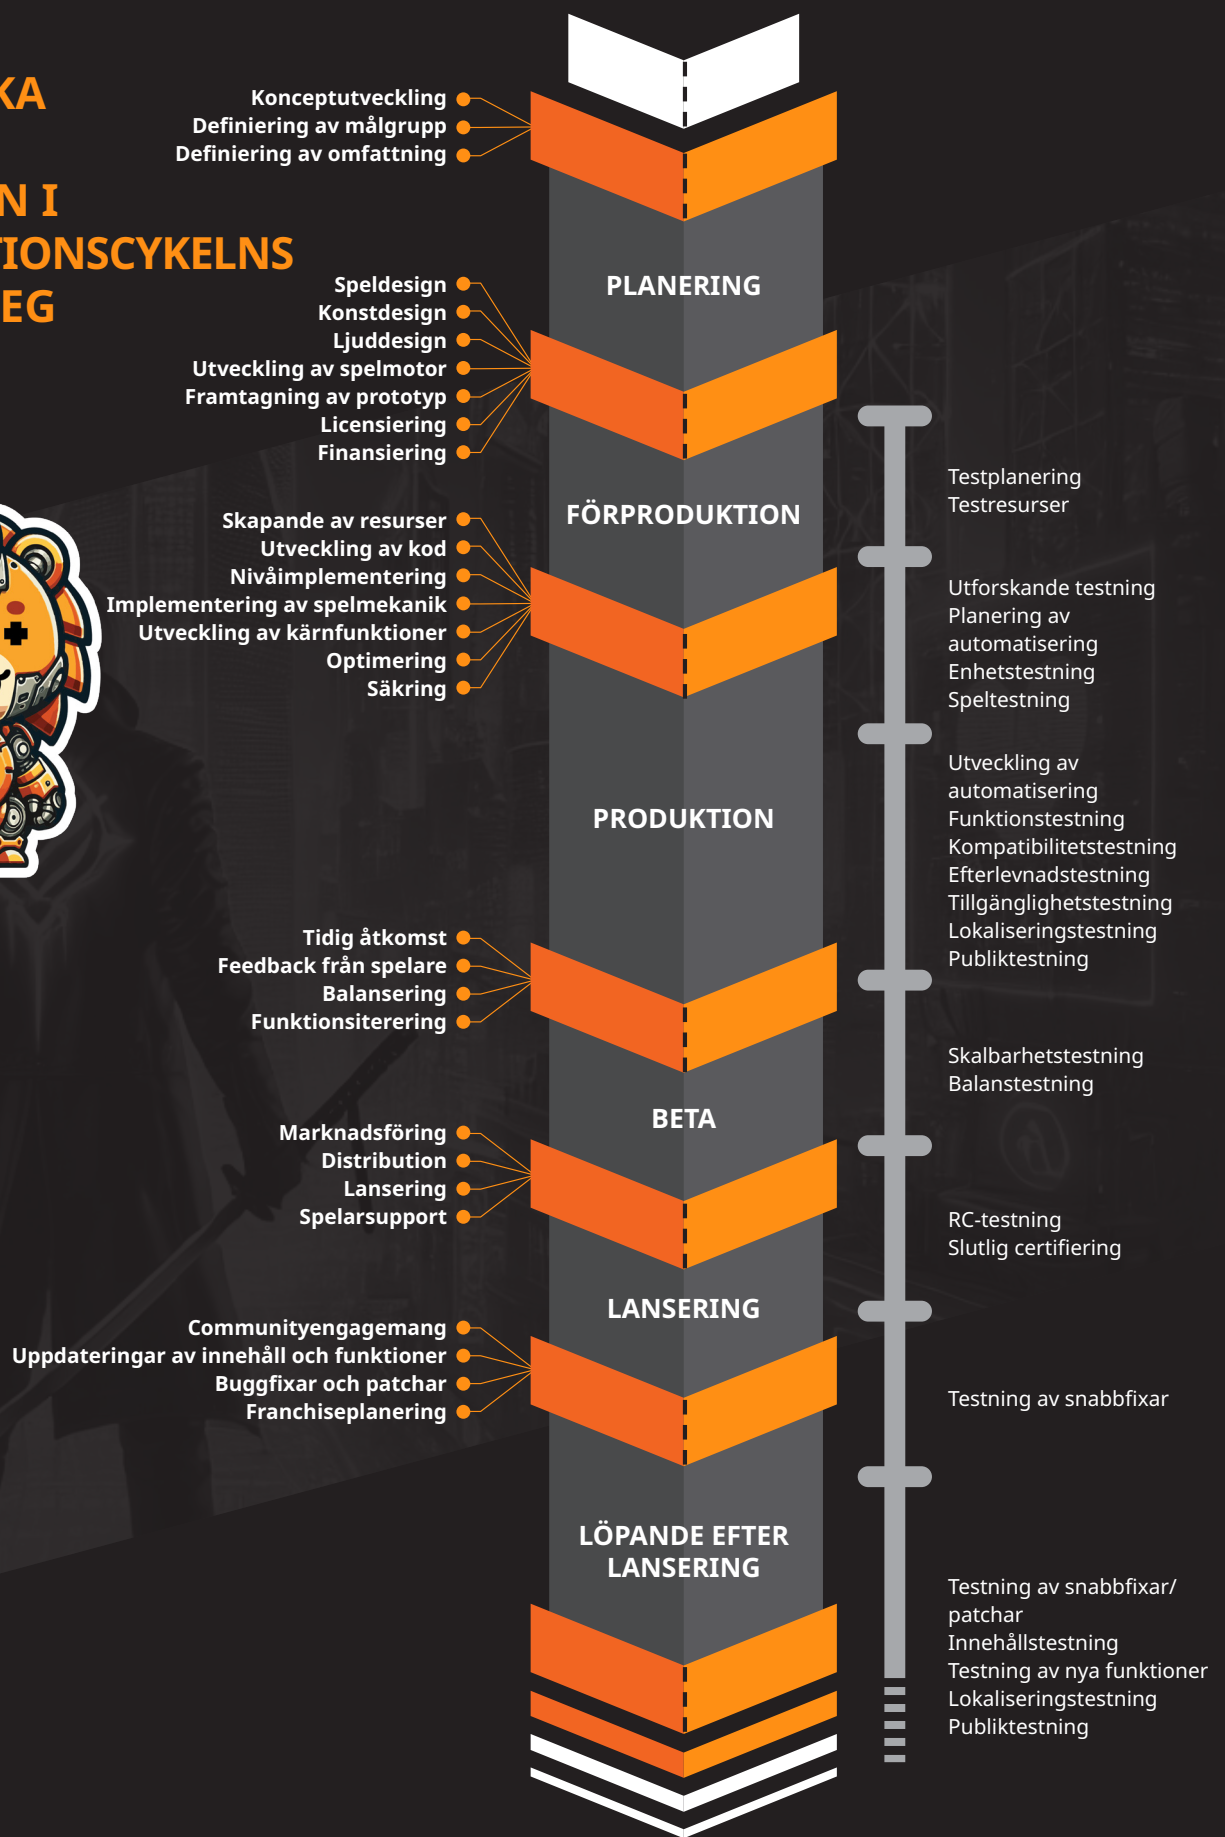 KA
N I
TIONSCYKELNS
EG
Konceptutveckling
Definiering av målgrupp
Definiering av omfattning
PLANERING
Speldesign
Konstdesign
Ljuddesign
Utveckling av spelmotor
Framtagning av prototyp
Licensiering
Finansiering
FÖRPRODUKTION
Testplanering
Testresurser
Skapande av resurser
Utveckling av kod
Nivåimplementering
Implementering av spelmekanik
Utveckling av kärnfunktioner
Optimering
Säkring
Utforskande testning
Planering av
automatisering
Enhetstestning
Speltestning
PRODUKTION
Utveckling av
automatisering
Funktionstestning
Kompatibilitetstestning
Efterlevnadstestning
Tillgänglighetstestning
Lokaliseringstestning
Publiktestning
Tidig åtkomst
Feedback från spelare
Balansering
Funktionsiterering
BETA
Skalbarhetstestning
Balanstestning
Marknadsföring
Distribution
Lansering
Spelarsupport
LANSERING
RC-testning
Slutlig certifiering
Communityengagemang
Uppdateringar av innehåll och funktioner
Buggfixar och patchar
Franchiseplanering
Testning av snabbfixar
LÖPANDE EFTER
LANSERING
Testning av snabbfixar/
patchar
Innehållstestning
Testning av nya funktioner
Lokaliseringstestning
Publiktestning